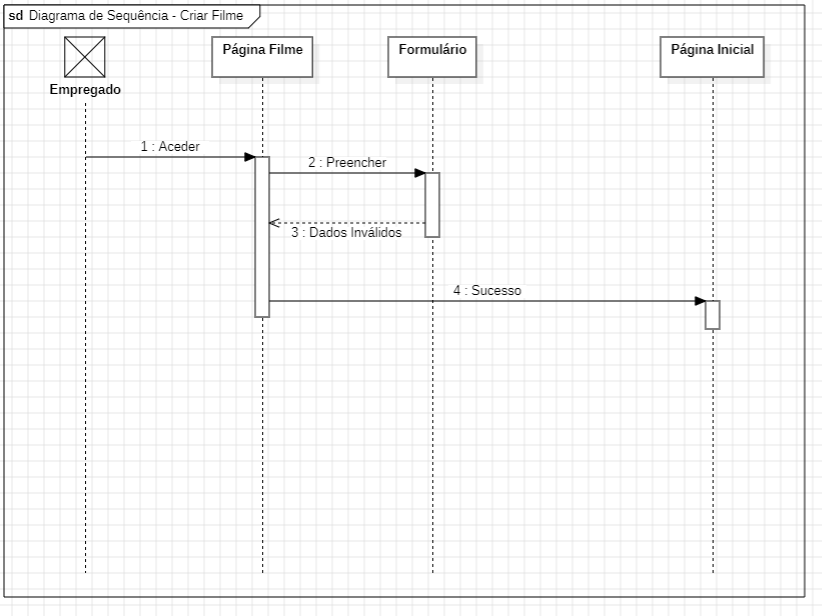 sd Diagrama de Sequência - Criar Filme
Página Filme
Formulário
Página Inicial
Empregado
1 : Aceder
2 : Preencher
3 : Dados Inválidos
4 : Sucesso